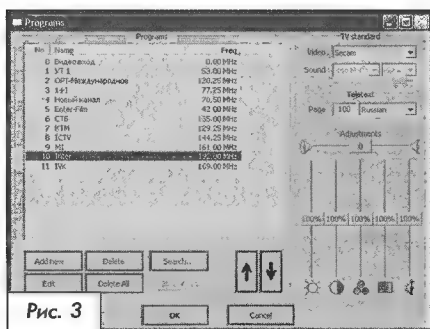 Programs
Programs
No. Name Freq.
0 Видеовход 0.00 MHz
1 УТ 1 53.00 MHz
2 ОРТ-Международное 130.25 MHz
3 1+1 77.25 MHz
4 Новый канал 70.50 MHz
5 Enter-Film 42.00 MHz
6 СТБ 135.00 MHz
7 КТМ 129.25 MHz
8 ICTV 144.25 MHz
9 M1 161.00 MHz
10 Inter
11 169.00 MHz
Add new Delete Search...
Edit Delete All
OK Cancel
TV standard
Video Secam
Sound
Teletext
Page 100 Russian
Adjustments
0
100% 100% 100% 100% 100%
Рис. 3